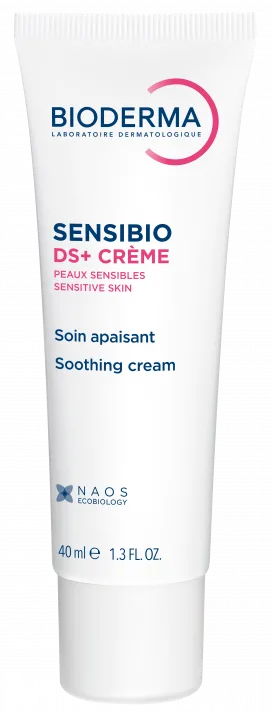 BIODERMA
LABORATOIRE DERMATOLOGIQUE
SENSIBIO
DS+ CRÈME
PEAUX SENSIBLES
SENSITIVE SKIN
Soin apaisant
Soothing cream
NAOS
ECOBIOLOGY
40 ml ℮ 1.3 FL. OZ.